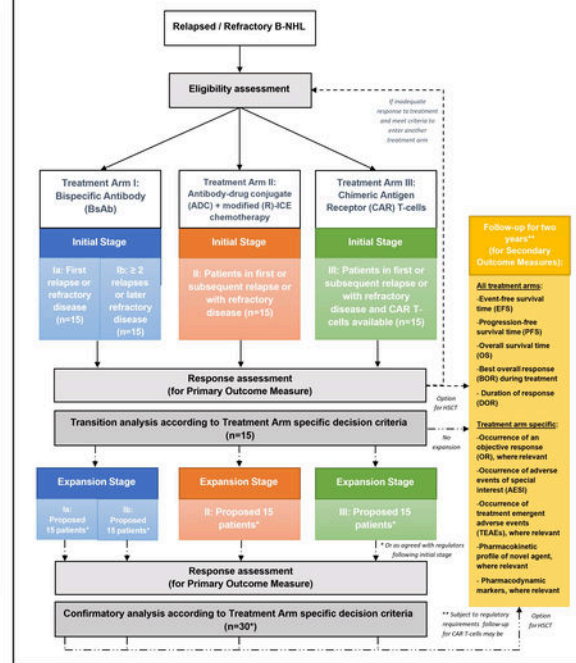 Relapsed / Refractory B-NHL
Eligibility assessment
If inadequate
response to treatment
and meet criteria to
enter another
treatment arm
Treatment Arm I:
Bispecific Antibody
(BsAb)
Treatment Arm II:
Antibody-drug conjugate
(ADC) + modified (R)-ICE
chemotherapy
Treatment Arm III:
Chimeric Antigen
Receptor (CAR) T-cells
Initial Stage
Ia: First
relapse or
refractory
disease
(n=15)
Ib: ≥ 2
relapses
or later
refractory
disease
(n=15)
Initial Stage
II: Patients in first or
subsequent relapse or
with refractory
disease (n=15)
Initial Stage
III: Patients in first or
subsequent relapse or
with refractory
disease and CAR T-
cells available (n=15)
Response assessment
(for Primary Outcome Measure)
Option
for HSCT
Transition analysis according to Treatment Arm specific decision criteria
(n=15)
No
expansion
Expansion Stage
Ia: Proposed
15 patients*
Ib: Proposed
15 patients*
Expansion Stage
II: Proposed 15
patients*
Expansion Stage
III: Proposed 15
patients*
* Or as agreed with regulators
following initial stage
Response assessment
(for Primary Outcome Measure)
Confirmatory analysis according to Treatment Arm specific decision criteria
(n=30*)
Follow-up for two
years**
(for Secondary
Outcome Measures):
All treatment arms:
-Event-free survival
time (EFS)
-Progression-free
survival time (PFS)
-Overall survival time
(OS)
-Best overall response
(BOR) during treatment
- Duration of response
(DOR)
Treatment arm specific:
-Occurrence of an
objective response
(OR), where relevant
-Occurrence of adverse
events of special
interest (AESI)
-Occurrence of
treatment emergent
adverse events
(TEAEs), where relevant
-Pharmacokinetic
profile of novel agent,
where relevant
- Pharmacodynamic
markers, where relevant
** Subject to regulatory
requirements follow-up
for CAR T-cells may be
Option
for HSCT